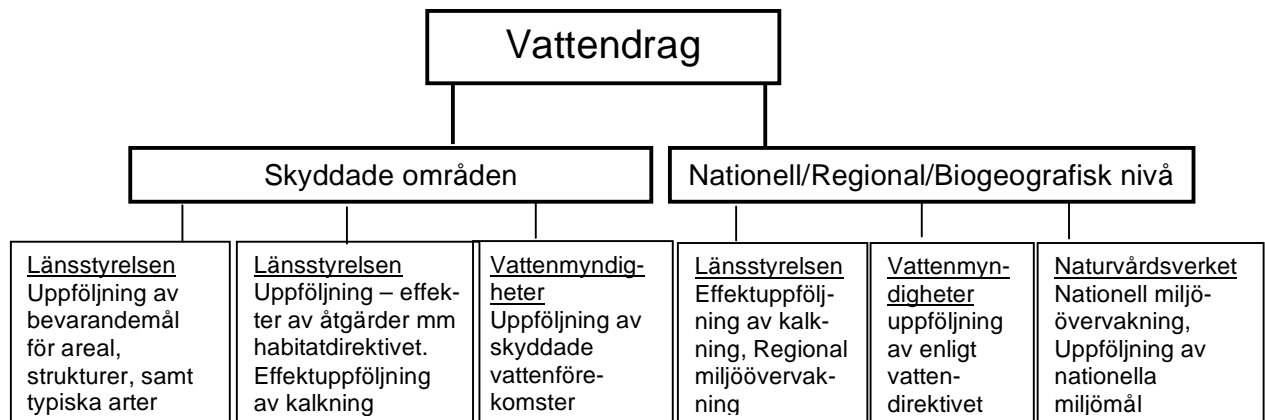 Vattendrag
Skyddade områden
Nationell/Regional/Biogeografisk nivå
Länsstyrelsen
Uppföljning av
bevarandemål
för areal,
strukturer, samt
typiska arter
Länsstyrelsen
Uppföljning – effek-
ter av åtgärder mm
habitatdirektivet.
Effektuppföljning
av kalkning
Vattenmyndig-
heter
Uppföljning av
skyddade
vattenföre-
komster
Länsstyrelsen
Effektuppfölj-
ning av kalk-
ning, Regional
miljöövervak-
ning
Vattenmyn-
digheter
uppföljning
av enligt
vatten-
direktivet
Naturvårdsverket
Nationell miljö-
övervakning,
Uppföljning av
nationella
miljömål